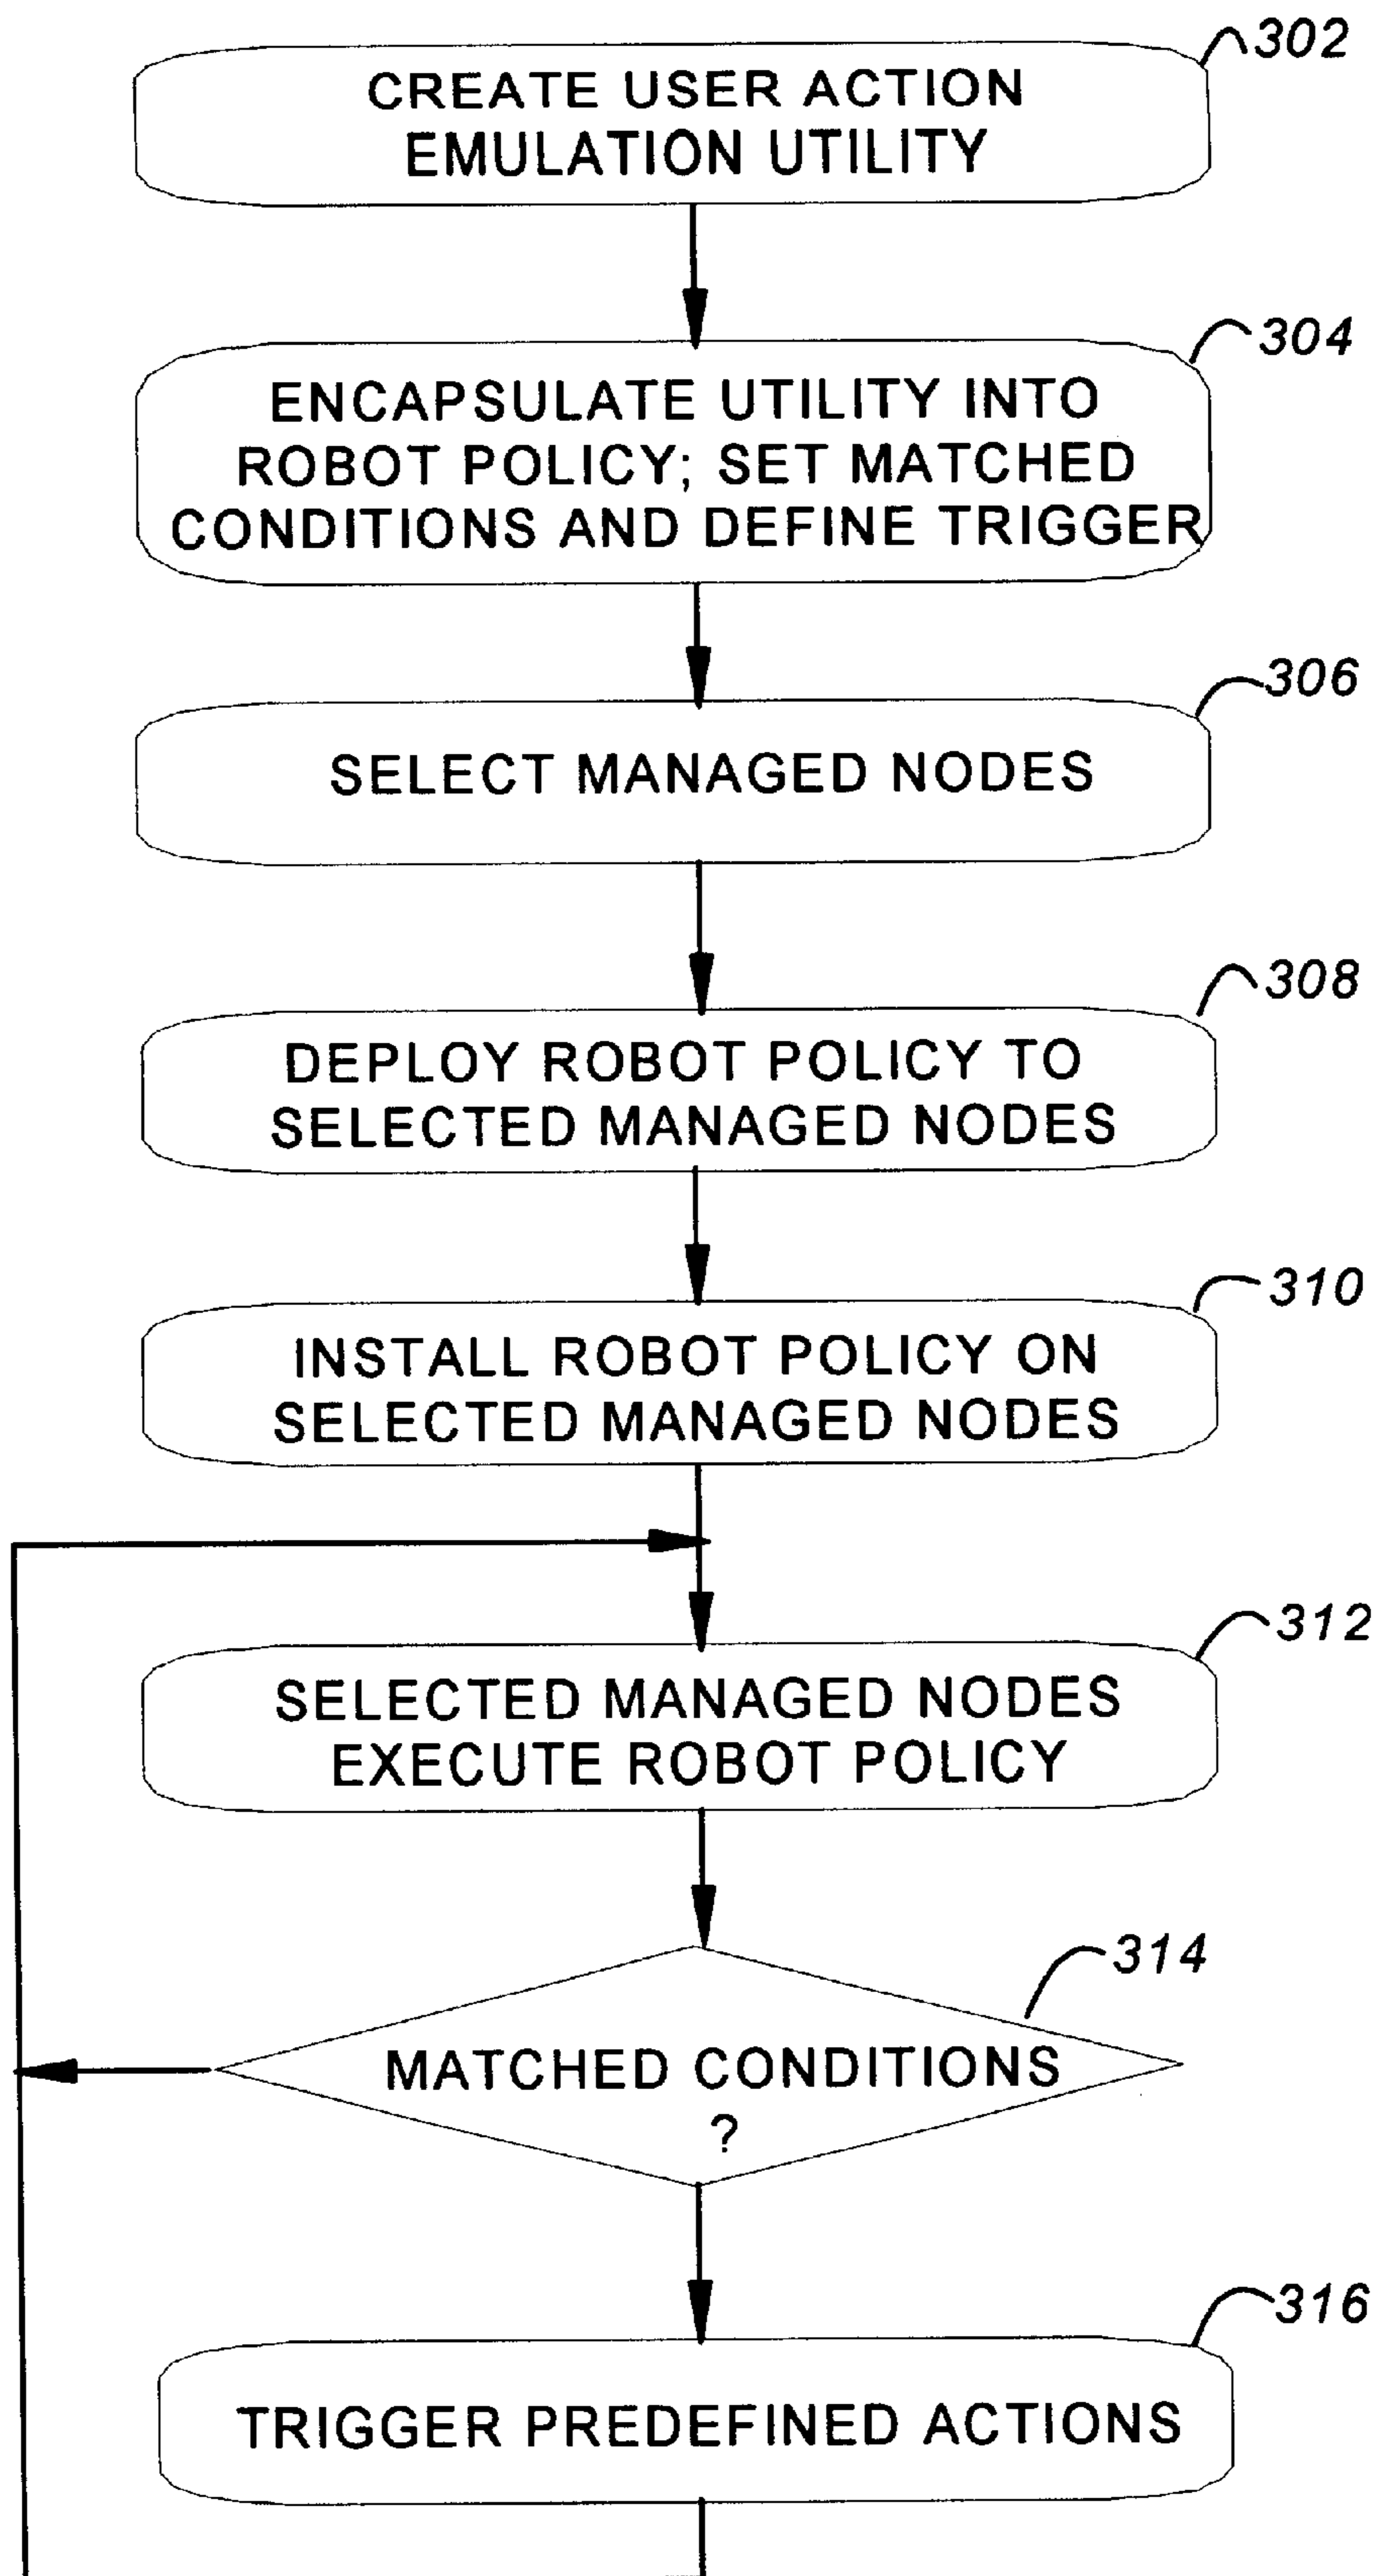 302
CREATE USER ACTION
EMULATION UTILITY
304
ENCAPSULATE UTILITY INTO
ROBOT POLICY; SET MATCHED
CONDITIONS AND DEFINE TRIGGER
306
SELECT MANAGED NODES
308
DEPLOY ROBOT POLICY TO
SELECTED MANAGED NODES
310
INSTALL ROBOT POLICY ON
SELECTED MANAGED NODES
312
SELECTED MANAGED NODES
EXECUTE ROBOT POLICY
314
MATCHED CONDITIONS
?
316
TRIGGER PREDEFINED ACTIONS